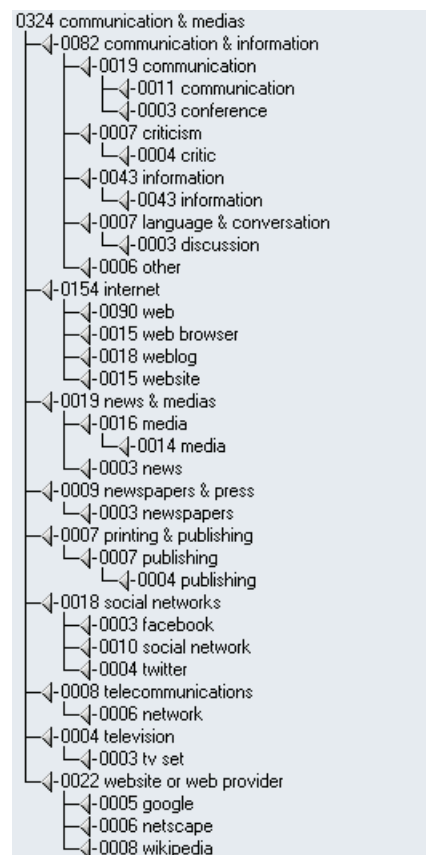 0324 communication & medias
-0082 communication & information
-0019 communication
-0011 communication
-0003 conference
-0007 criticism
-0004 critic
-0043 information
-0043 information
-0007 language & conversation
-0003 discussion
-0006 other
-0154 internet
-0090 web
-0015 web browser
-0018 weblog
-0015 website
-0019 news & medias
-0016 media
-0014 media
-0003 news
-0009 newspapers & press
-0003 newspapers
-0007 printing & publishing
-0007 publishing
-0004 publishing
-0018 social networks
-0003 facebook
-0010 social network
-0004 twitter
-0008 telecommunications
-0006 network
-0004 television
-0003 tv set
-0022 website or web provider
-0005 google
-0006 netscape
-0008 wikipedia